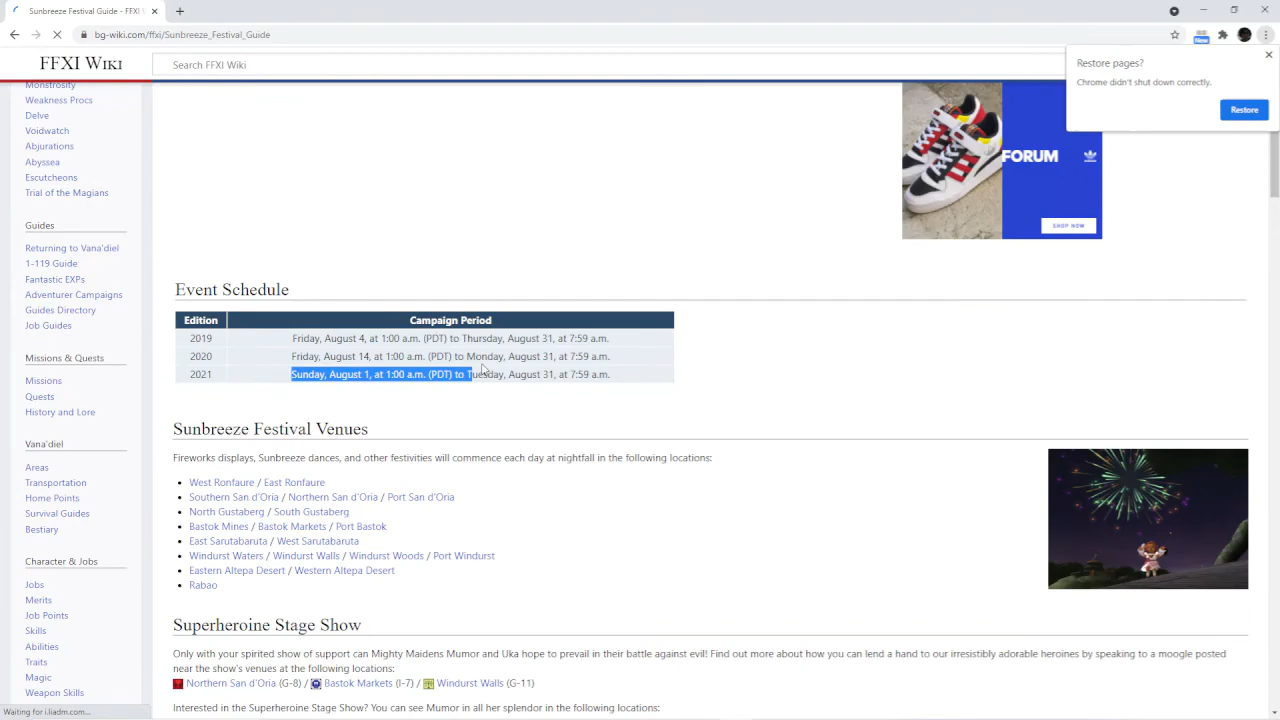 Sunbreeze Festival Guide - FFXI W
bg-wiki.com/ffxi/Sunbreeze_Festival_Guide
New
FFXI Wiki
Search FFXI Wiki
Restore pages?
Chrome didn't shut down correctly.
Restore
Monstrosity
Weakness Procs
Delve
Voidwatch
Abjurations
Abyssea
Escutcheons
Trial of the Magians
Guides
Returning to Vana'diel
1-119 Guide
Fantastic EXPs
Adventurer Campaigns
Guides Directory
Job Guides
Missions & Quests
Missions
Quests
History and Lore
Vana'diel
Areas
Transportation
Home Points
Survival Guides
Bestiary
Character & Jobs
Jobs
Merits
Job Points
Skills
Abilities
Traits
Magic
Weapon Skills
FORUM
SHOP NOW
Event Schedule
Edition Campaign Period
2019 Friday, August 4, at 1:00 a.m. (PDT) to Thursday, August 31, at 7:59 a.m.
2020 Friday, August 14, at 1:00 a.m. (PDT) to Monday, August 31, at 7:59 a.m.
2021 Sunday, August 1, at 1:00 a.m. (PDT) to Tuesday, August 31, at 7:59 a.m.
Sunbreeze Festival Venues
Fireworks displays, Sunbreeze dances, and other festivities will commence each day at nightfall in the following locations:
West Ronfaure / East Ronfaure
Southern San d'Oria / Northern San d'Oria / Port San d'Oria
North Gustaberg / South Gustaberg
Bastok Mines / Bastok Markets / Port Bastok
East Sarutabaruta / West Sarutabaruta
Windurst Waters / Windurst Walls / Windurst Woods / Port Windurst
Eastern Altepa Desert / Western Altepa Desert
Rabao
Superheroine Stage Show
Only with your spirited show of support can Mighty Maidens Mumor and Uka hope to prevail in their battle against evil! Find out more about how you can lend a hand to our irresistibly adorable heroines by speaking to a moogle posted
near the show's venues at the following locations:
Northern San d'Oria (G-8) / Bastok Markets (I-7) / Windurst Walls (G-11)
Interested in the Superheroine Stage Show? You can see Mumor in all her splendor in the following locations:
Waiting for i.liadm.com...